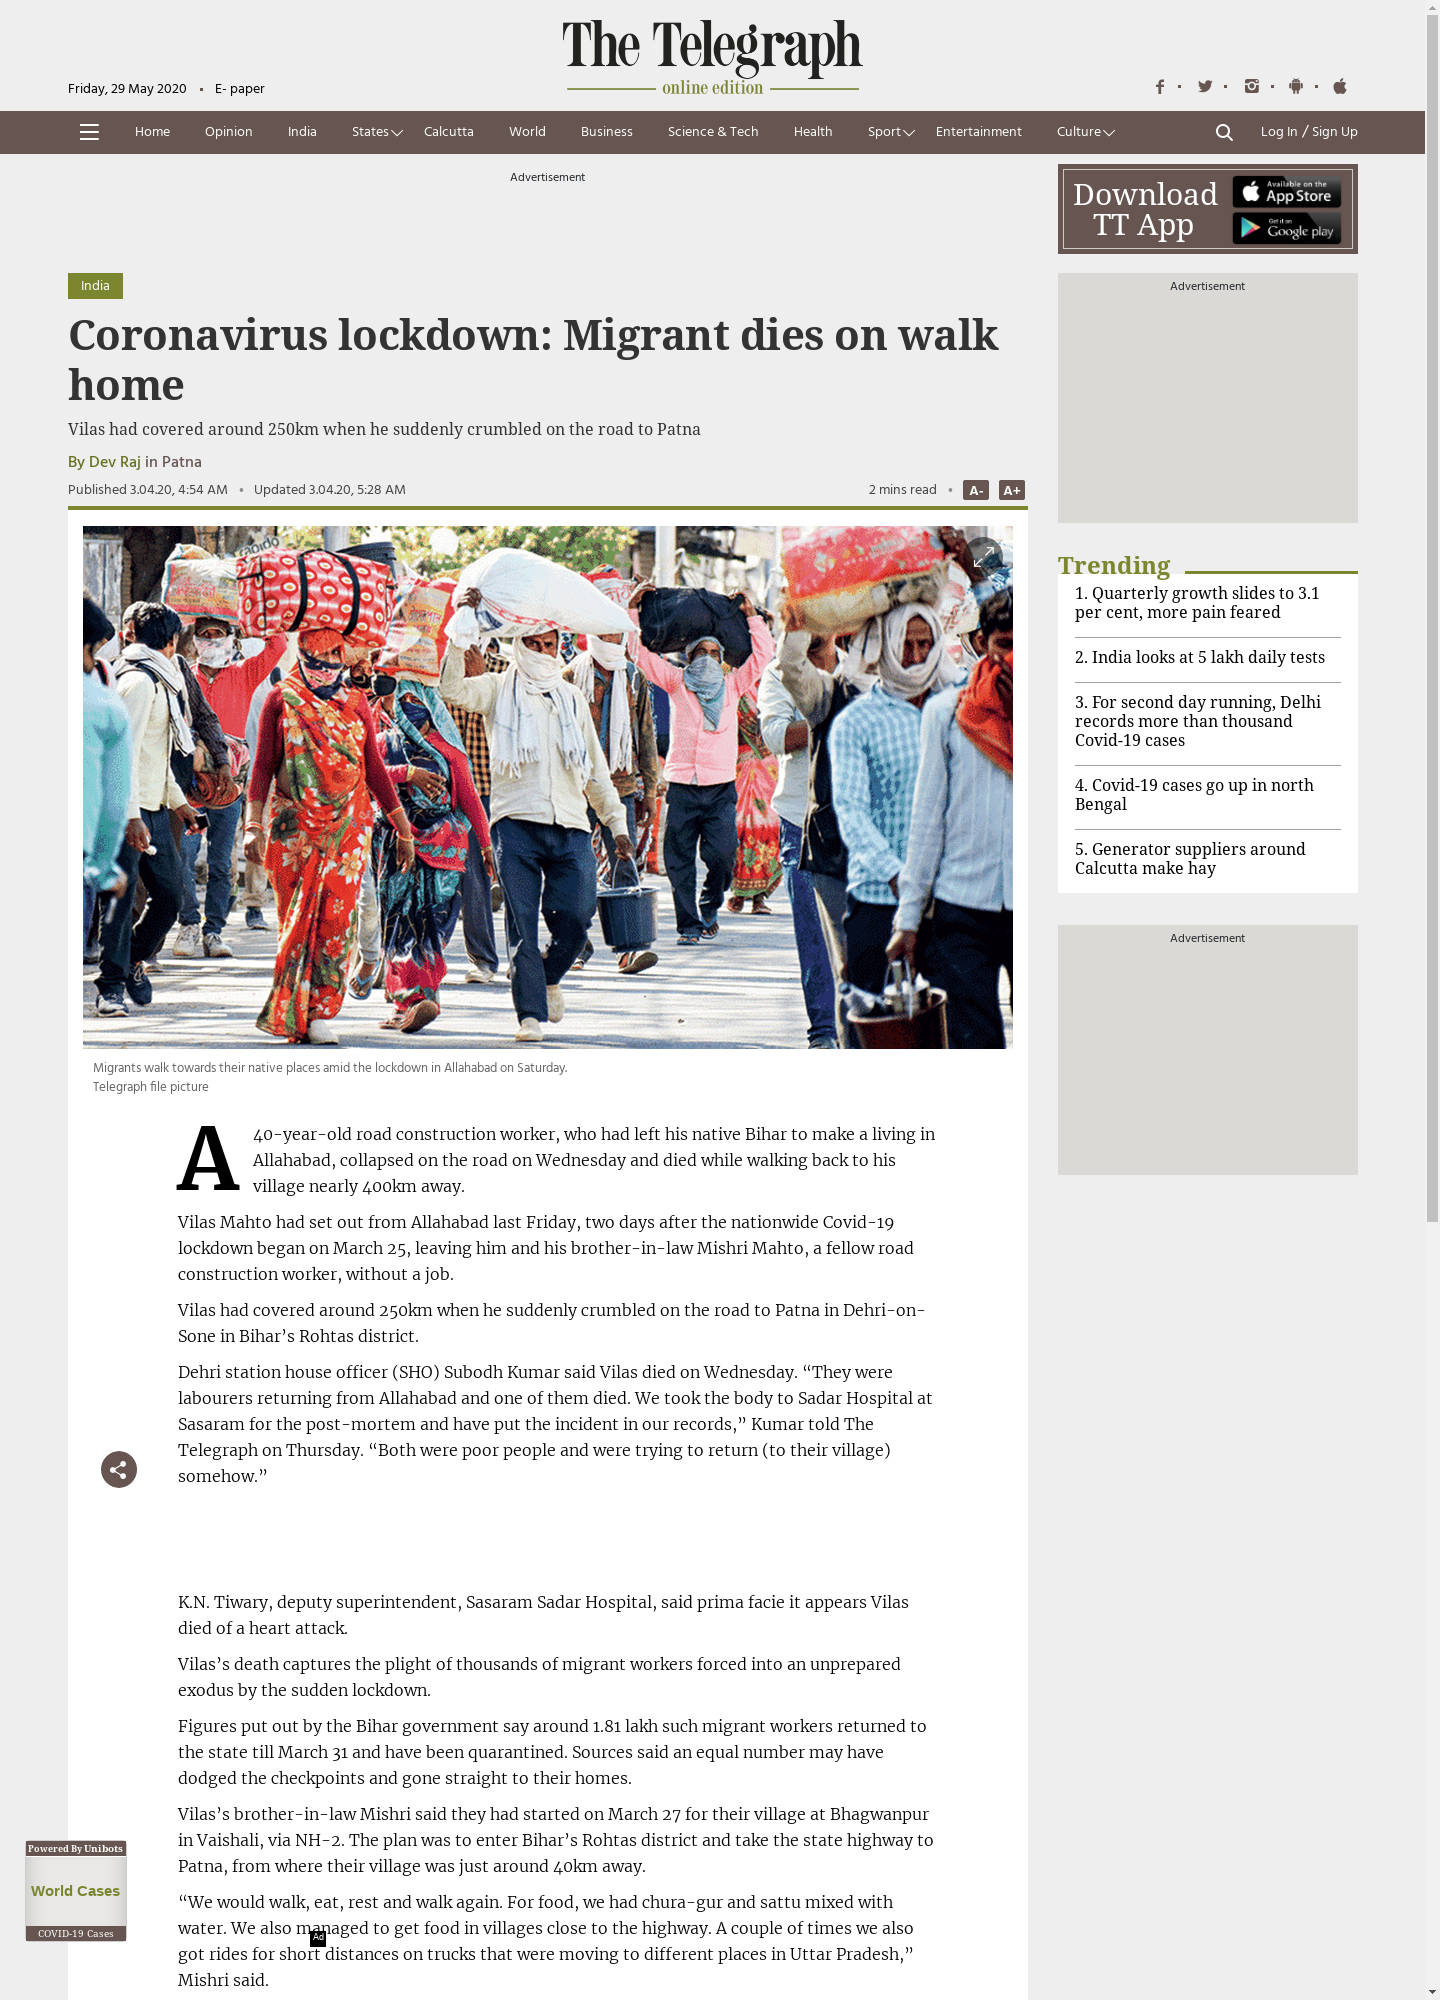 The Telegraph
online edition
Friday, 29 May 2020 • E- paper
Home Opinion India States Calcutta World Business Science & Tech Health Sport Entertainment Culture Log In / Sign Up
Advertisement
Download
TT App
Available on the
App Store
Get it on
Google play
India
Coronavirus lockdown: Migrant dies on walk
home
Vilas had covered around 250km when he suddenly crumbled on the road to Patna
By Dev Raj in Patna
Published 3.04.20, 4:54 AM • Updated 3.04.20, 5:28 AM
2 mins read • A- A+
rapido
Migrants walk towards their native places amid the lockdown in Allahabad on Saturday.
Telegraph file picture
A 40-year-old road construction worker, who had left his native Bihar to make a living in
Allahabad, collapsed on the road on Wednesday and died while walking back to his
village nearly 400km away.
Vilas Mahto had set out from Allahabad last Friday, two days after the nationwide Covid-19
lockdown began on March 25, leaving him and his brother-in-law Mishri Mahto, a fellow road
construction worker, without a job.
Vilas had covered around 250km when he suddenly crumbled on the road to Patna in Dehri-on-
Sone in Bihar’s Rohtas district.
Dehri station house officer (SHO) Subodh Kumar said Vilas died on Wednesday. “They were
labourers returning from Allahabad and one of them died. We took the body to Sadar Hospital at
Sasaram for the post-mortem and have put the incident in our records,” Kumar told The
Telegraph on Thursday. “Both were poor people and were trying to return (to their village)
somehow.”
K.N. Tiwary, deputy superintendent, Sasaram Sadar Hospital, said prima facie it appears Vilas
died of a heart attack.
Vilas’s death captures the plight of thousands of migrant workers forced into an unprepared
exodus by the sudden lockdown.
Figures put out by the Bihar government say around 1.81 lakh such migrant workers returned to
the state till March 31 and have been quarantined. Sources said an equal number may have
dodged the checkpoints and gone straight to their homes.
Vilas’s brother-in-law Mishri said they had started on March 27 for their village at Bhagwanpur
in Vaishali, via NH-2. The plan was to enter Bihar’s Rohtas district and take the state highway to
Patna, from where their village was just around 40km away.
“We would walk, eat, rest and walk again. For food, we had chura-gur and sattu mixed with
water. We also managed to get food in villages close to the highway. A couple of times we also
got rides for short distances on trucks that were moving to different places in Uttar Pradesh,”
Mishri said.
Ad
Powered By Unibots
World Cases
COVID-19 Cases
Advertisement
Trending
1. Quarterly growth slides to 3.1
per cent, more pain feared
2. India looks at 5 lakh daily tests
3. For second day running, Delhi
records more than thousand
Covid-19 cases
4. Covid-19 cases go up in north
Bengal
5. Generator suppliers around
Calcutta make hay
Advertisement